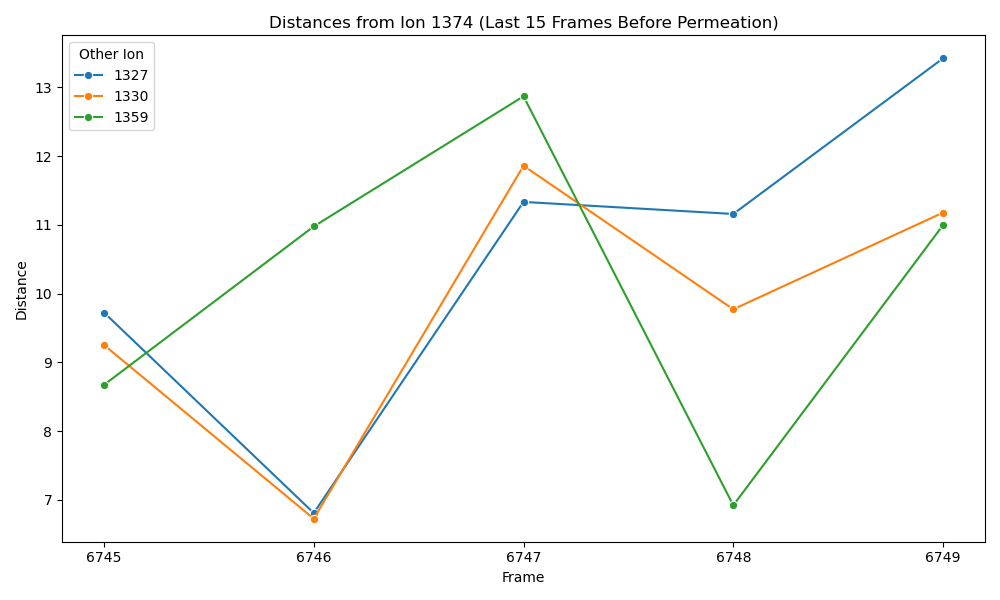 Distances from Ion 1374 (Last 15 Frames Before Permeation)
Other Ion
1327
1330
1359
Distance
13
12
11
10
9
8
7
6745 6746 6747 6748 6749
Frame